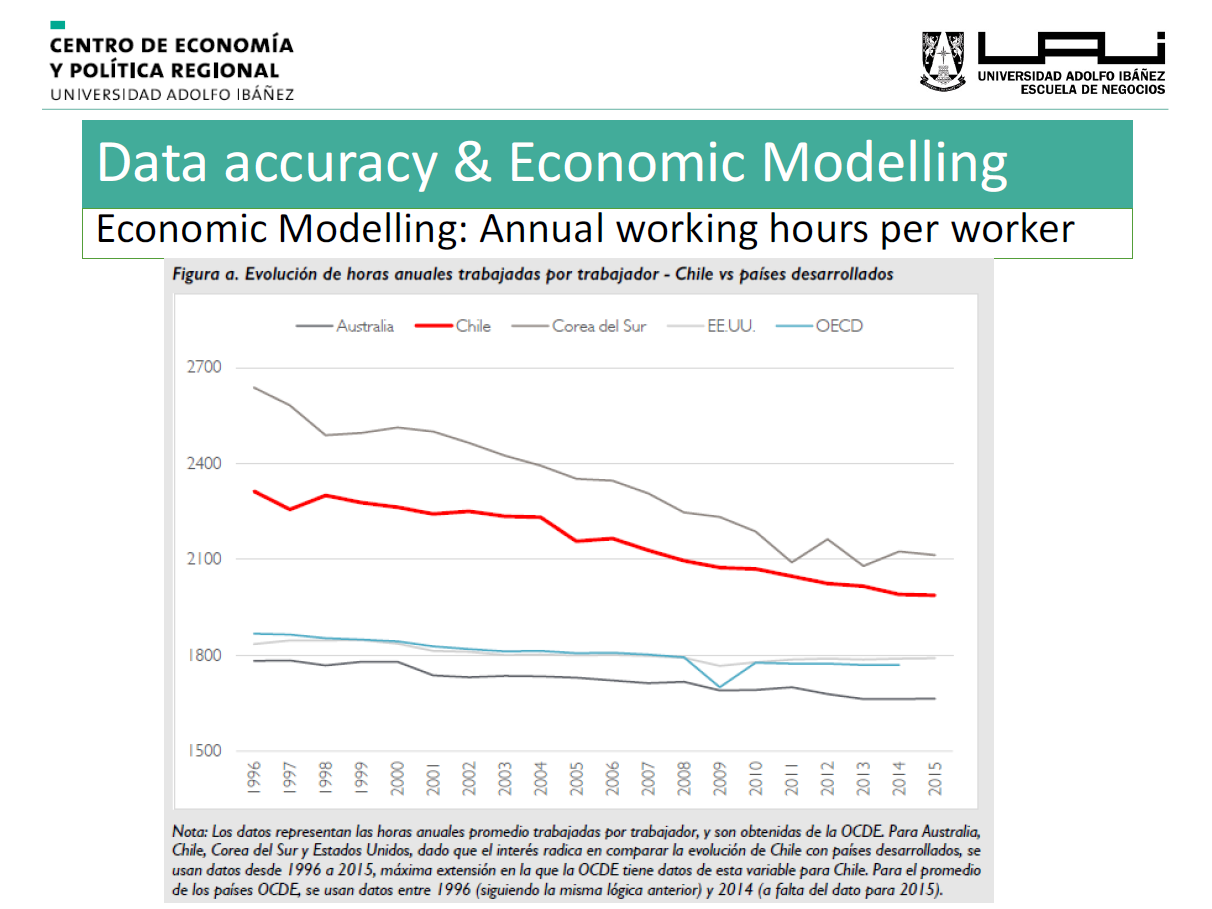 CENTRO DE ECONOMÍA
Y POLÍTICA REGIONAL
UNIVERSIDAD ADOLFO IBÁÑEZ
UAI
UNIVERSIDAD ADOLFO IBÁÑEZ
ESCUELA DE NEGOCIOS
Data accuracy & Economic Modelling
Economic Modelling: Annual working hours per worker
Figura a. Evolución de horas anuales trabajadas por trabajador - Chile vs países desarrollados
Australia Chile Corea del Sur EE.UU. OECD
2700
2400
2100
1800
1500
1996 1997 1998 1999 2000 2001 2002 2003 2004 2005 2006 2007 2008 2009 2010 2011 2012 2013 2014 2015
Nota: Los datos representan las horas anuales promedio trabajadas por trabajador, y son obtenidas de la OCDE. Para Australia,
Chile, Corea del Sur y Estados Unidos, dado que el interés radica en comparar la evolución de Chile con países desarrollados, se
usan datos desde 1996 a 2015, máxima extensión en la que la OCDE tiene datos de esta variable para Chile. Para el promedio
de los países OCDE, se usan datos entre 1996 (siguiendo la misma lógica anterior) y 2014 (a falta del dato para 2015).